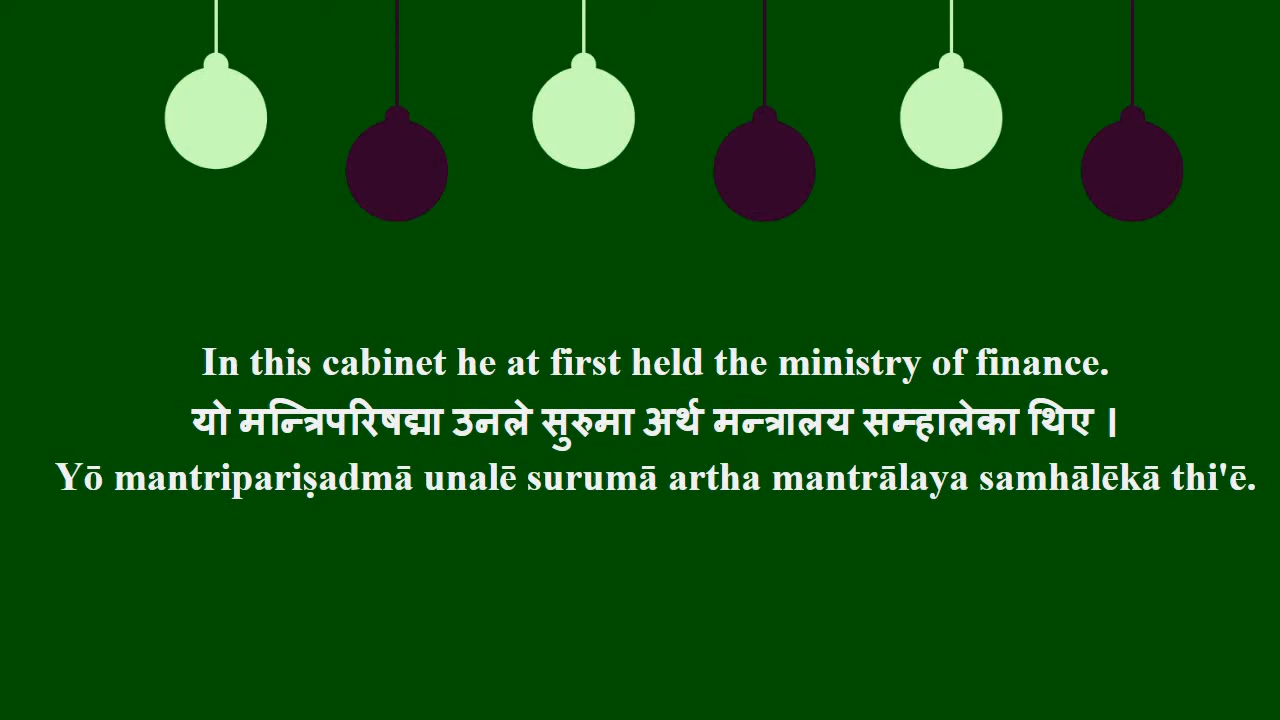 In this cabinet he at first held the ministry of finance.
यो मन्त्रिपरिषद्मा उनले सुरुमा अर्थ मन्त्रालय सम्हालेका थिए ।
Yō mantripariṣadmā unalē surumā artha mantrālaya samhālēkā thi'ē.